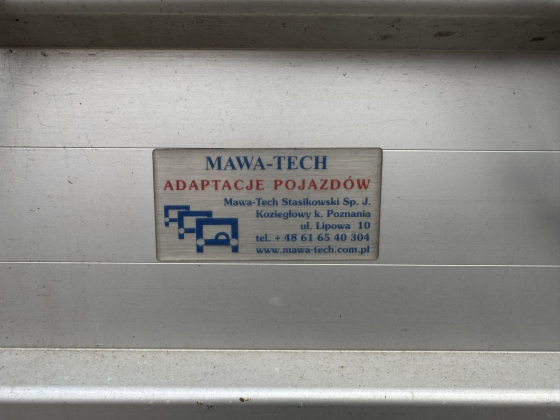 MAWA-TECH
ADAPTACJE POJAZDÓW
Mawa-Tech Stasikowski Sp. J.
Koziegłowy k. Poznania
ul. Lipowa 10
tel. + 48 61 65 40 304
www.mawa-tech.com.pl